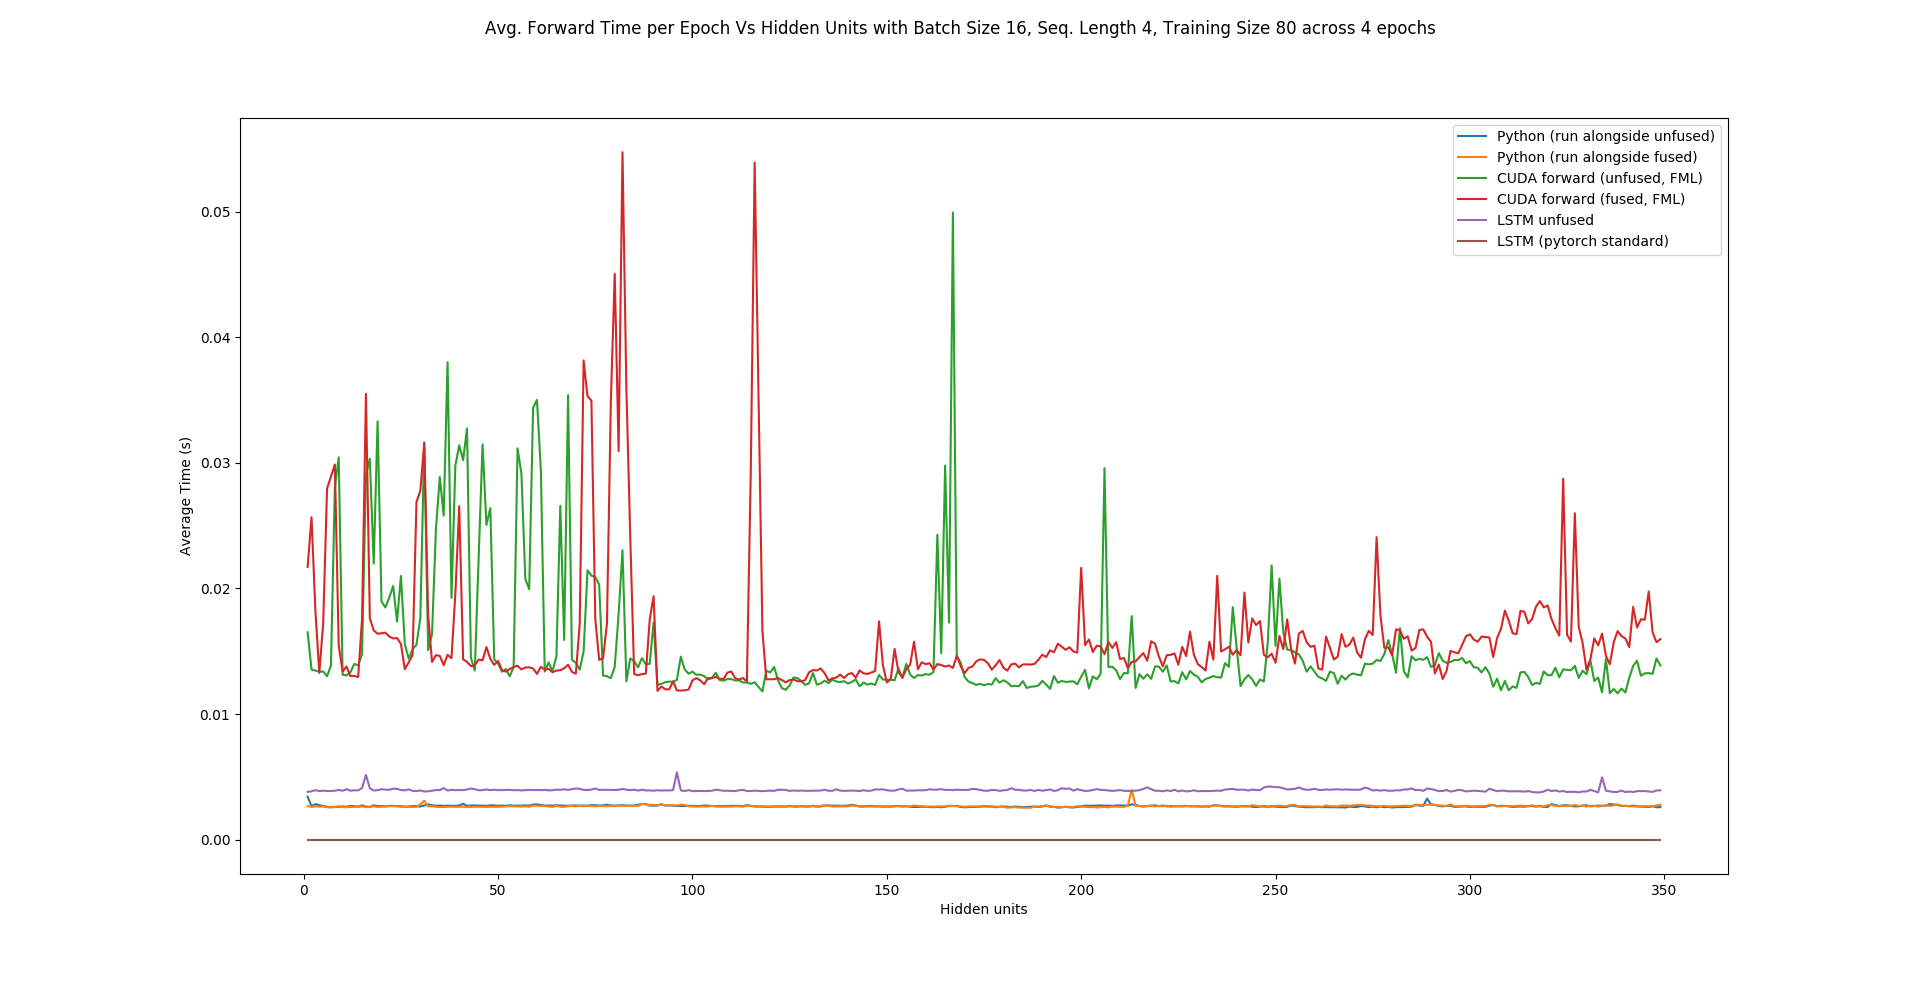 Avg. Forward Time per Epoch Vs Hidden Units with Batch Size 16, Seq. Length 4, Training Size 80 across 4 epochs
Python (run alongside unfused)
Python (run alongside fused)
CUDA forward (unfused, FML)
CUDA forward (fused, FML)
LSTM unfused
LSTM (pytorch standard)
Average Time (s)
0.05
0.04
0.03
0.02
0.01
0.00
0 50 100 150 200 250 300 350
Hidden units